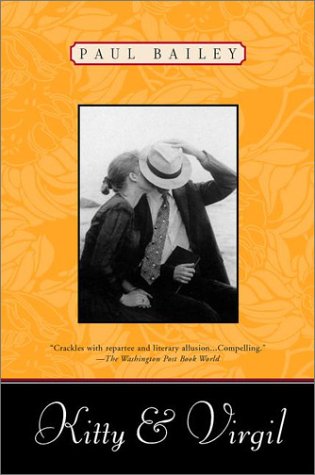 PAUL BAILEY
"Crackles with repartee and literary allusion...Compelling."
—The Washington Post Book World
Kitty & Virgil